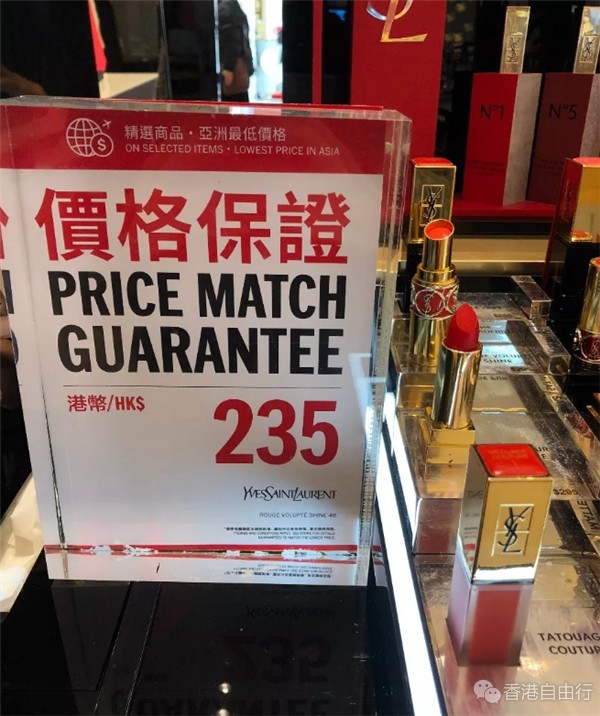 精選商品・亞洲最低價格
ON SELECTED ITEMS・LOWEST PRICE IN ASIA
價格保證
PRICE MATCH
GUARANTEE
港幣/HK$
235
YVESSAINTLAURENT
ROUGE VOLUPTÉ SHINE 46
N°1
N°5
YSL
TATOUAGE
COUTURE
香港自由行